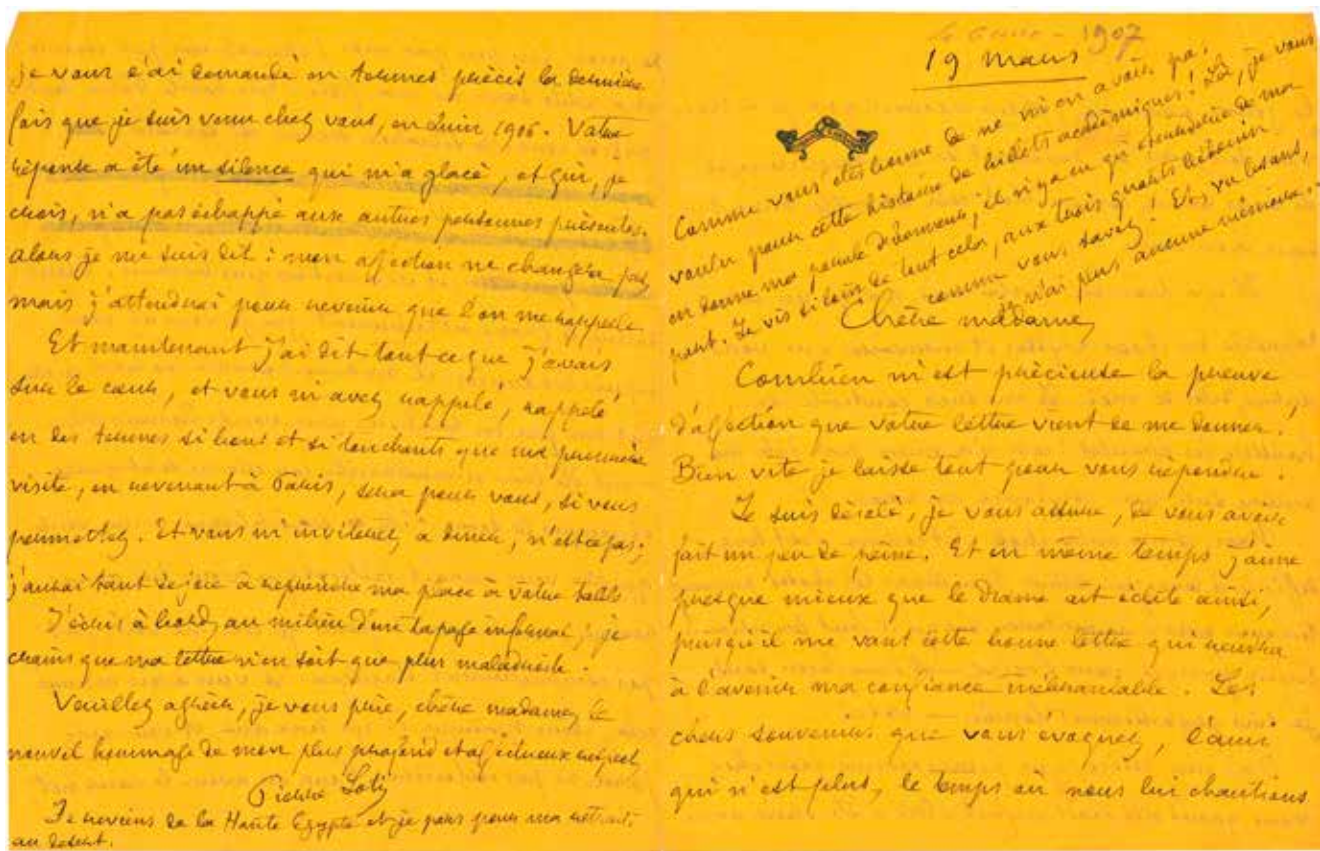 je vous l'ai demandé en termes précis la dernière
fois que je suis venu chez vous, en Juin 1906. Votre
réponse a été un silence qui m'a glacé, et qui, je
crois, n'a pas échappé aux autres personnes présentes.
Alors je me suis dit : mon affection ne changera pas
mais j'attendrai pour revenir que l'on me rappelle
Et maintenant j'ai dit tout ce que j'avais
sur le cœur, et vous m'avez rappelé, rappelé
en des termes si bons et si touchants que ma première
visite, en revenant à Paris, sera pour vous, si vous
permettez. Et vous m'inviterez à dîner, n'est-ce pas;
j'aurai tant de joie à reprendre ma place à votre table
J'écris à bord, au milieu d'un tapage infernal, je
crains que ma lettre n'en soit que plus maladroite.
Veuillez agréer, je vous prie, chère madame, le
nouvel hommage de mon plus profond et affectueux respect
Pierre Loti
Je reviens de la Haute Egypte et je pars pour ma retraite
au désert.
Le Caire - 1907
19 mars
Comme vous êtes bonne de ne m'en avoir pas
voulu pour cette histoire de billets académiques! Là, je vous
en donne ma parole d'honneur, il n'y a eu qu'étourderie de ma
part. Je vis si loin de tout cela, aux trois quarts bédouin
comme vous savez! Et, vu les ans,
je n'ai plus aucune mémoire.
Chère madame,
Combien m'est précieuse la preuve
d'affection que votre lettre vient de me donner!
Bien vite je laisse tout pour vous répondre.
Je suis désolé, je vous assure, de vous avoir
fait un peu de peine. Et en même temps j'aime
presque mieux que le drame ait éclaté ainsi,
puisqu'il me vaut cette bonne lettre qui rendra
à l'avenir ma confiance inébranlable. Les
chers souvenirs que vous évoquez, l'ami
qui n'est plus, le temps où nous lui chantions